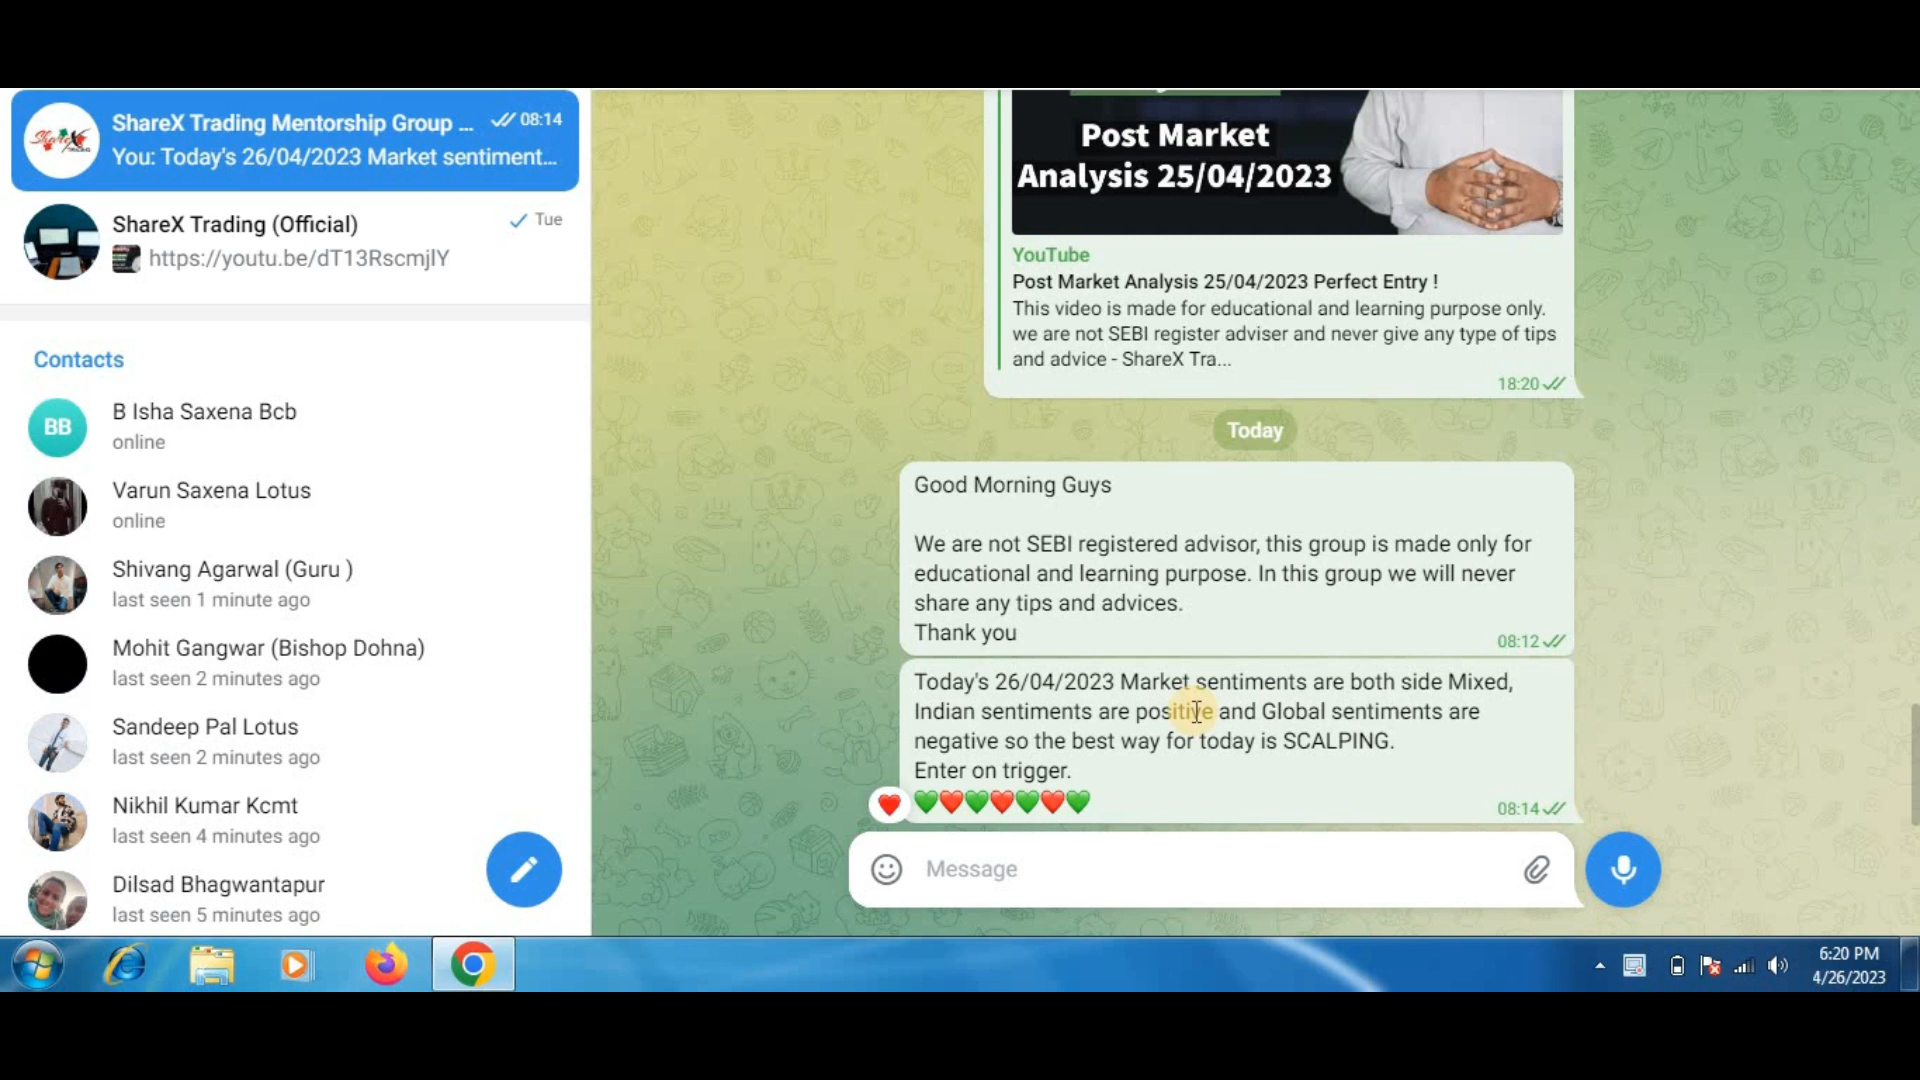 ShareX Trading Mentorship Group ...
08:14
You: Today's 26/04/2023 Market sentiment...
ShareX Trading (Official)
Tue
https://youtu.be/dT13RscmjlY
Contacts
BB
B Isha Saxena Bcb
online
Varun Saxena Lotus
online
Shivang Agarwal (Guru )
last seen 1 minute ago
Mohit Gangwar (Bishop Dohna)
last seen 2 minutes ago
Sandeep Pal Lotus
last seen 2 minutes ago
Nikhil Kumar Kcmt
last seen 4 minutes ago
Dilsad Bhagwantapur
last seen 5 minutes ago
Post Market
Analysis 25/04/2023
YouTube
Post Market Analysis 25/04/2023 Perfect Entry !
This video is made for educational and learning purpose only.
we are not SEBI register adviser and never give any type of tips
and advice - ShareX Tra...
18:20
Today
Good Morning Guys
We are not SEBI registered advisor, this group is made only for
educational and learning purpose. In this group we will never
share any tips and advices.
Thank you
08:12
Today's 26/04/2023 Market sentiments are both side Mixed,
Indian sentiments are positive and Global sentiments are
negative so the best way for today is SCALPING.
Enter on trigger.
08:14
Message
6:20 PM
4/26/2023